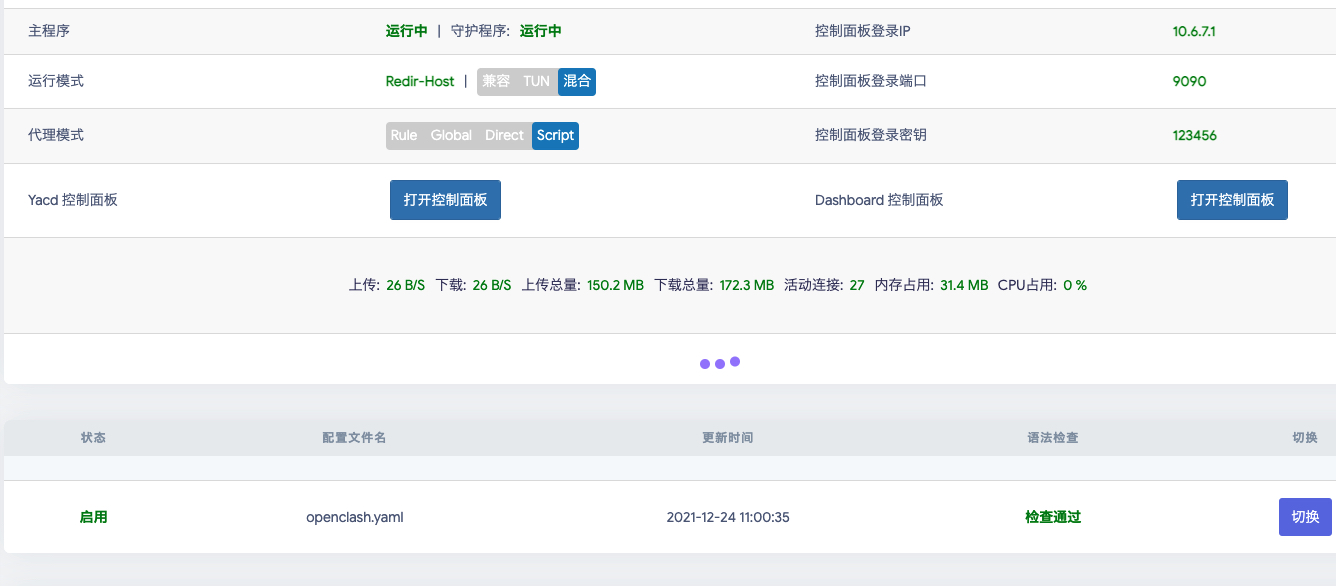 主程序 运行中 | 守护程序: 运行中 控制面板登录IP 10.6.7.1
运行模式 Redir-Host | 兼容 TUN 混合 控制面板登录端口 9090
代理模式 Rule Global Direct Script 控制面板登录密钥 123456
Yacd 控制面板 打开控制面板 Dashboard 控制面板 打开控制面板
上传: 26 B/S 下载: 26 B/S 上传总量: 150.2 MB 下载总量: 172.3 MB 活动连接: 27 内存占用: 31.4 MB CPU占用: 0 %
状态 配置文件名 更新时间 语法检查 切换
启用 openclash.yaml 2021-12-24 11:00:35 检查通过 切换